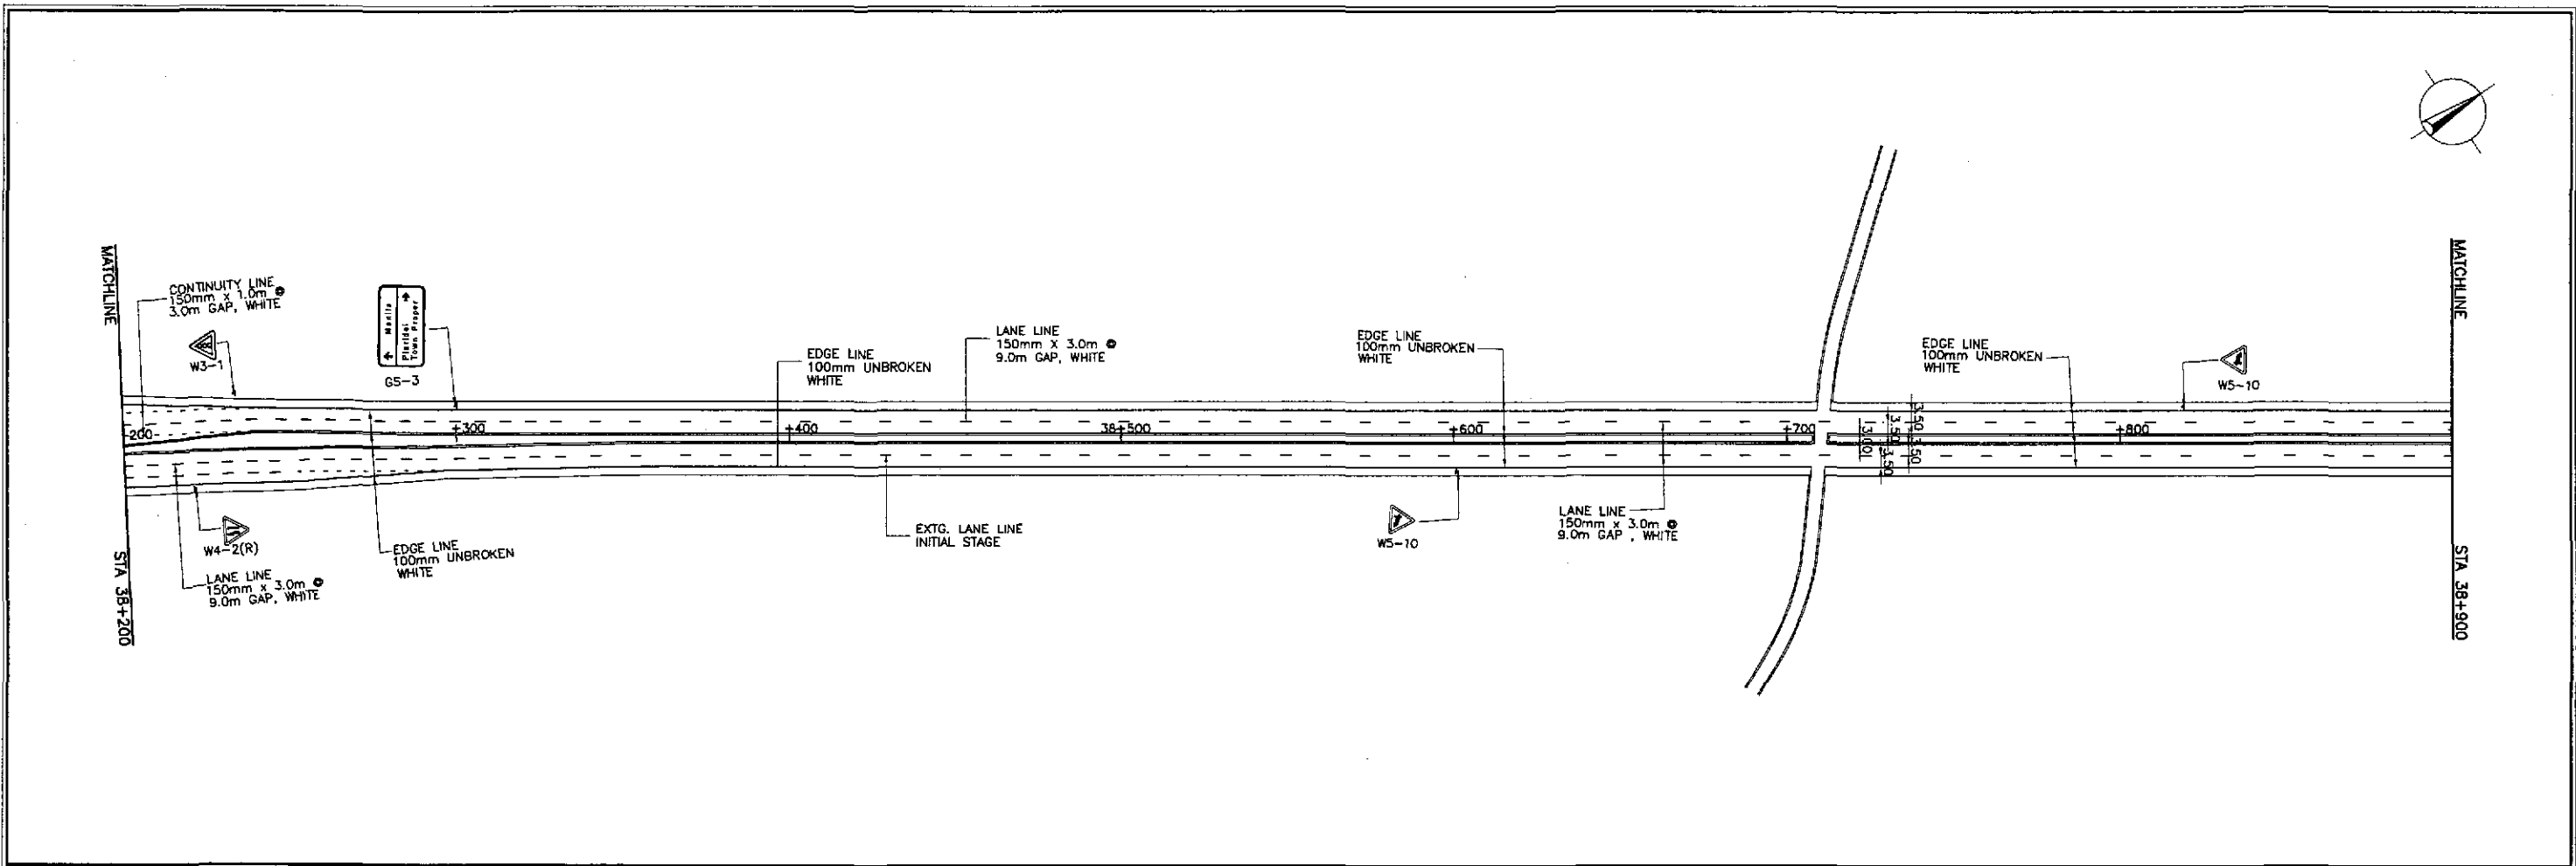 MATCHLINE
STA 38+200
CONTINUITY LINE
150mm x 1.0m @
3.0m GAP, WHITE
W3-1
Manila
Plaridel
Town Proper
G5-3
EDGE LINE
100mm UNBROKEN
WHITE
LANE LINE
150mm X 3.0m @
9.0m GAP, WHITE
EDGE LINE
100mm UNBROKEN
WHITE
EDGE LINE
100mm UNBROKEN
WHITE
W5-10
MATCHLINE
STA 38+900
-200-
+300
+400
38+500
+600
+700
+800
3.00
3.50
3.50
3.50
3.50
W4-2(R)
LANE LINE
150mm x 3.0m @
9.0m GAP, WHITE
EDGE LINE
100mm UNBROKEN
WHITE
EXTG. LANE LINE
INITIAL STAGE
W5-10
LANE LINE
150mm x 3.0m @
9.0m GAP , WHITE